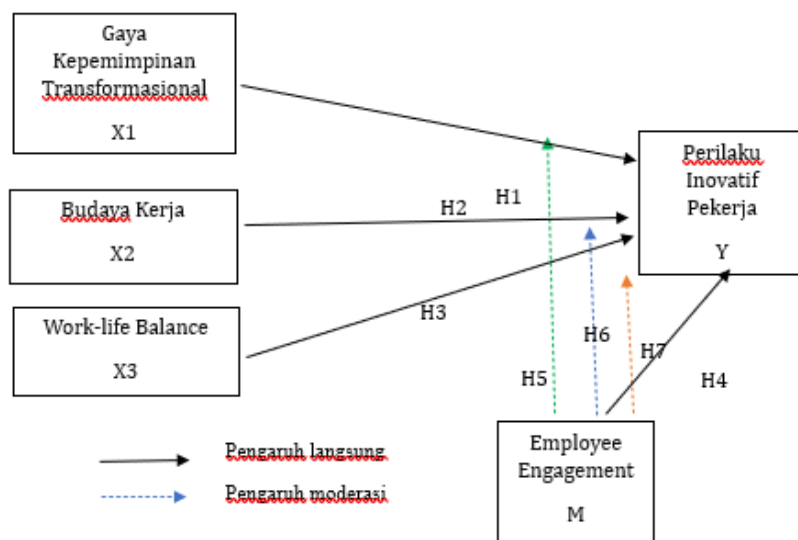 Gaya
Kepemimpinan
Transformasional
X1
Perilaku
Inovatif
Pekerja
Y
Budaya Kerja
X2
H1
H2
Work-life Balance
X3
H3
H6
H7
H5
H4
Employee
Engagement
M
Pengaruh langsung
Pengaruh moderasi